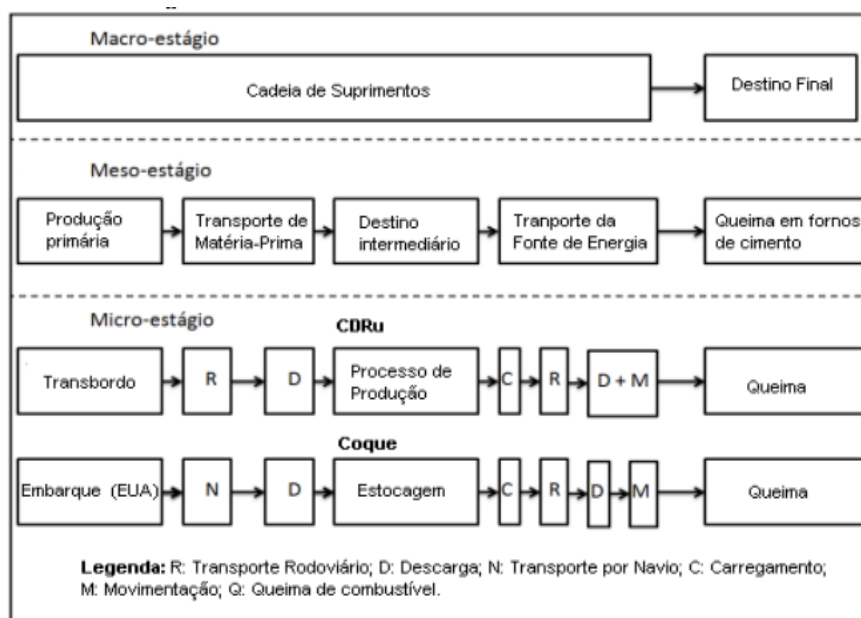 Macro-estágio
Cadeia de Suprimentos
Destino Final
Meso-estágio
Produção
primária
Transporte de
Matéria-Prima
Destino
intermediário
Tranporte da
Fonte de Energia
Queima em fornos
de cimento
Micro-estágio
CDRu
Transbordo
R
D
Processo de
Produção
C
R
D + M
Queima
Coque
Embarque (EUA)
N
D
Estocagem
C
R
D
M
Queima
Legenda: R: Transporte Rodoviário; D: Descarga; N: Transporte por Navio; C: Carregamento;
M: Movimentação; Q: Queima de combustível.